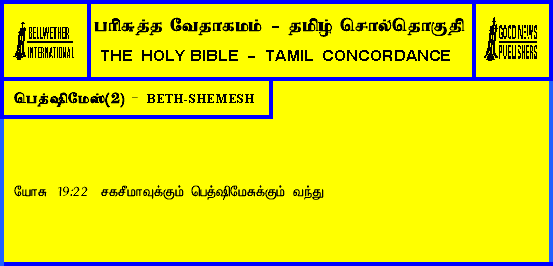 BELLWETHER
INTERNATIONAL
பரிசுத்த வேதாகமம் - தமிழ் சொல்தொகுதி
THE HOLY BIBLE - TAMIL CONCORDANCE
GOOD NEWS
PUBLISHERS
பெத்ஷிமேஸ்(2) - BETH-SHEMESH
யோசு 19:22 சகசீமாவுக்கும் பெத்ஷிமேசுக்கும் வந்து